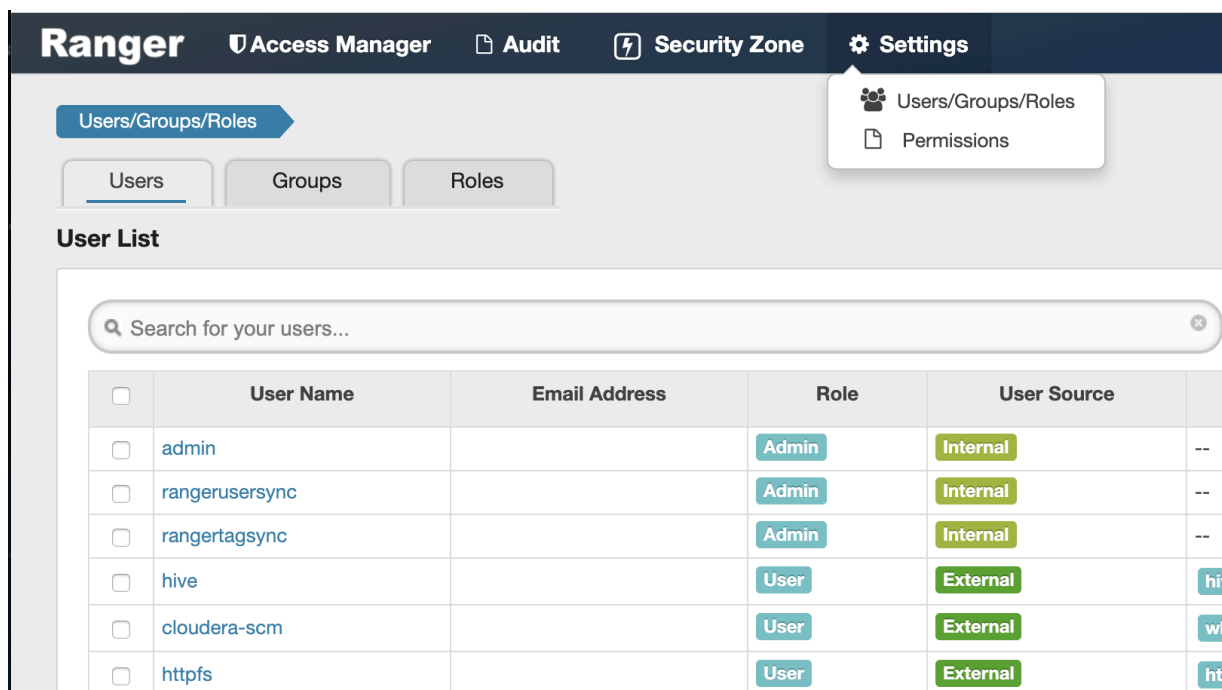 Ranger Access Manager Audit Security Zone Settings
Users/Groups/Roles
Permissions
Users/Groups/Roles
Users Groups Roles
User List
Search for your users...
User Name Email Address Role User Source
admin Admin Internal --
rangerusersync Admin Internal --
rangertagsync Admin Internal --
hive User External
cloudera-scm User External
httpfs User External